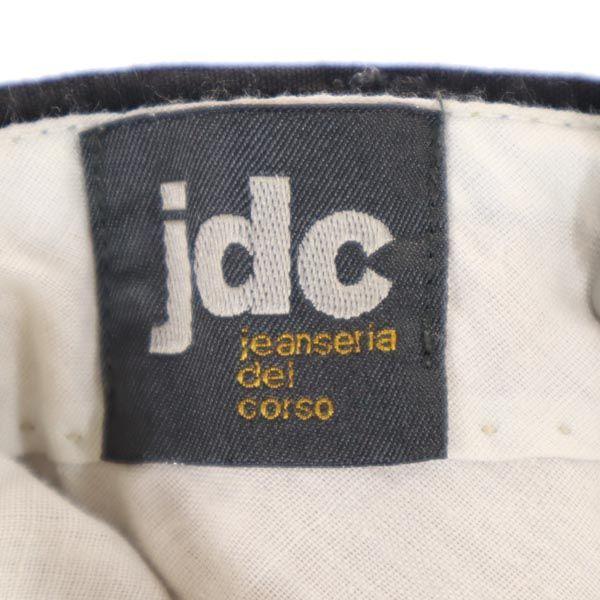 jdc
jeanseria
del
corso